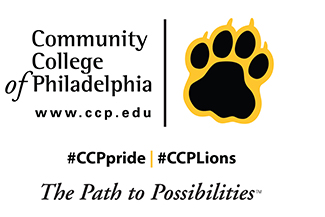 Community
College
of Philadelphia
www.ccp.edu
#CCPpride | #CCPLions
The Path to Possibilities™